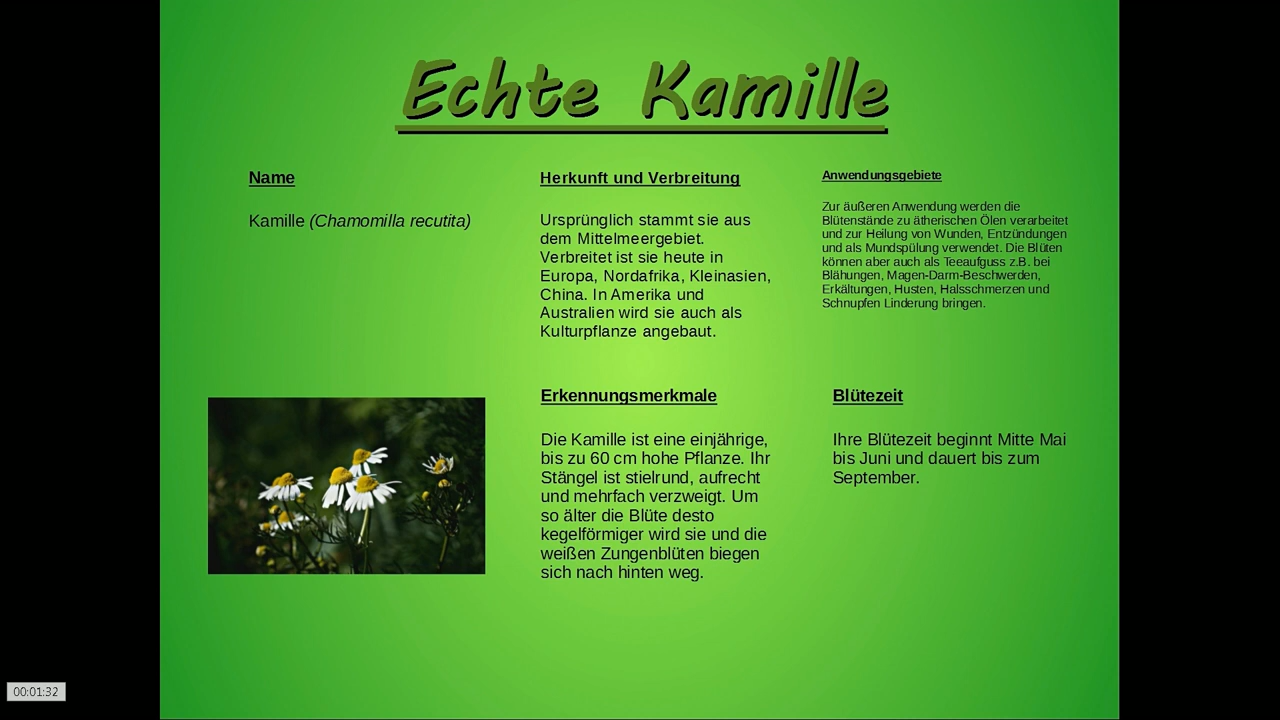 Echte Kamille
Name
Kamille (Chamomilla recutita)
Herkunft und Verbreitung
Ursprünglich stammt sie aus
dem Mittelmeergebiet.
Verbreitet ist sie heute in
Europa, Nordafrika, Kleinasien,
China. In Amerika und
Australien wird sie auch als
Kulturpflanze angebaut.
Anwendungsgebiete
Zur äußeren Anwendung werden die
Blütenstände zu ätherischen Ölen verarbeitet
und zur Heilung von Wunden, Entzündungen
und als Mundspülung verwendet. Die Blüten
können aber auch als Teeaufguss z.B. bei
Blähungen, Magen-Darm-Beschwerden,
Erkältungen, Husten, Halsschmerzen und
Schnupfen Linderung bringen.
Erkennungsmerkmale
Die Kamille ist eine einjährige,
bis zu 60 cm hohe Pflanze. Ihr
Stängel ist stielrund, aufrecht
und mehrfach verzweigt. Um
so älter die Blüte desto
kegelförmiger wird sie und die
weißen Zungenblüten biegen
sich nach hinten weg.
Blütezeit
Ihre Blütezeit beginnt Mitte Mai
bis Juni und dauert bis zum
September.
00:01:32